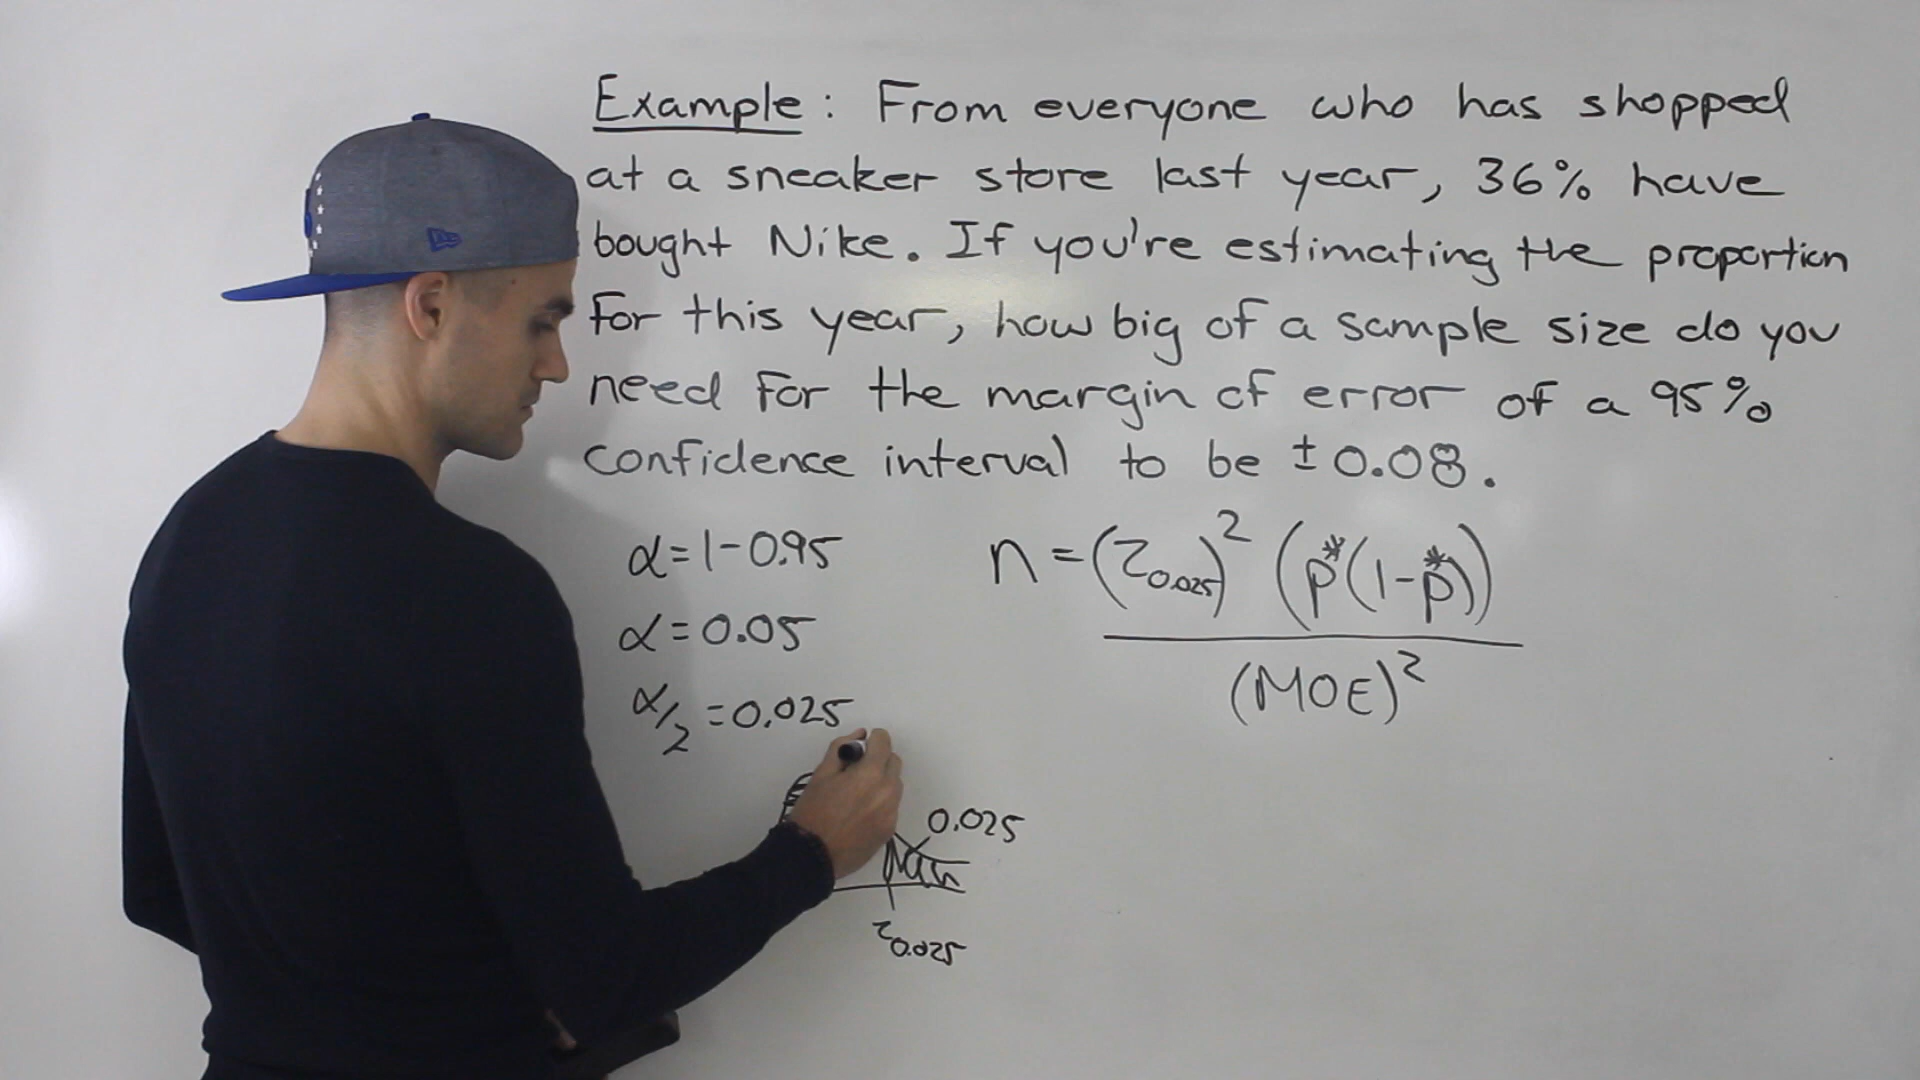 Example: From everyone who has shopped
at a sneaker store last year, 36% have
bought Nike. If you're estimating the proportion
for this year, how big of a sample size do you
need for the margin of error of a 95%
confidence interval to be ±0.08.
α=1-0.95
α=0.05
α/2=0.025
n=(Z0.025)² (p*(1-p*))
(MOE)²
0.025
Z0.025